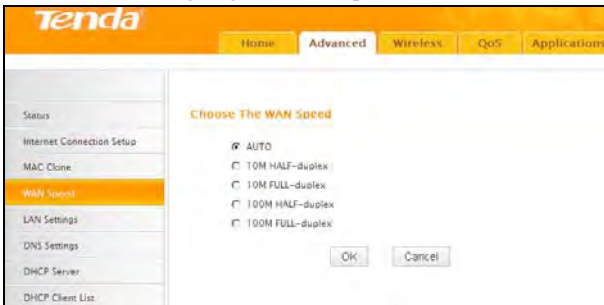 Tenda
Home Advanced Wireless QoS Applications
Status
Internet Connection Setup
MAC Clone
WAN Speed
LAN Settings
DNS Settings
DHCP Server
DHCP Client List
Choose The WAN Speed
AUTO
10M HALF-duplex
10M FULL-duplex
100M HALF-duplex
100M FULL-duplex
OK Cancel